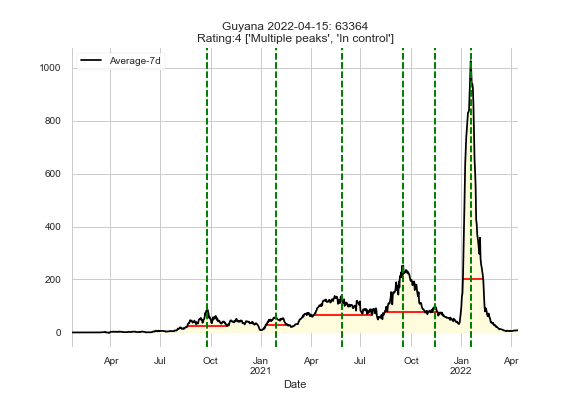 Guyana 2022-04-15: 63364
Rating:4 ['Multiple peaks', 'In control']
Average-7d
1000
800
600
400
200
0
Apr Jul Oct Jan Apr Jul Oct Jan Apr
2021 2022
Date